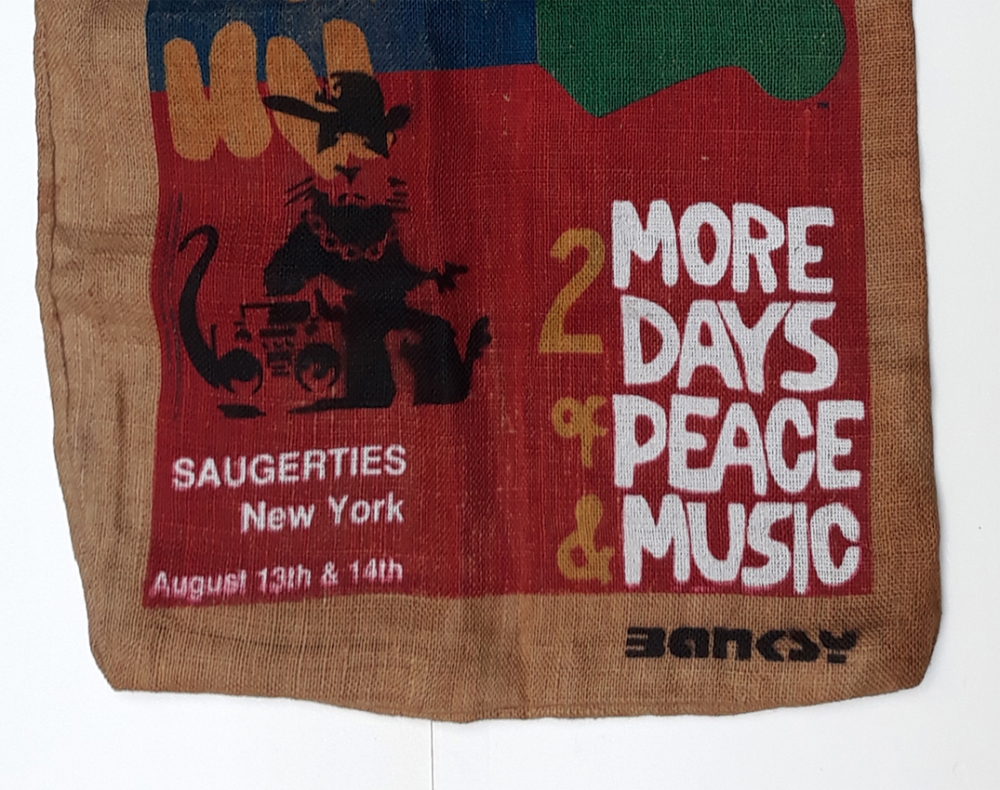 SAUGERTIES
New York
August 13th & 14th
2 MORE
DAYS
of PEACE
& MUSIC
BANKSY